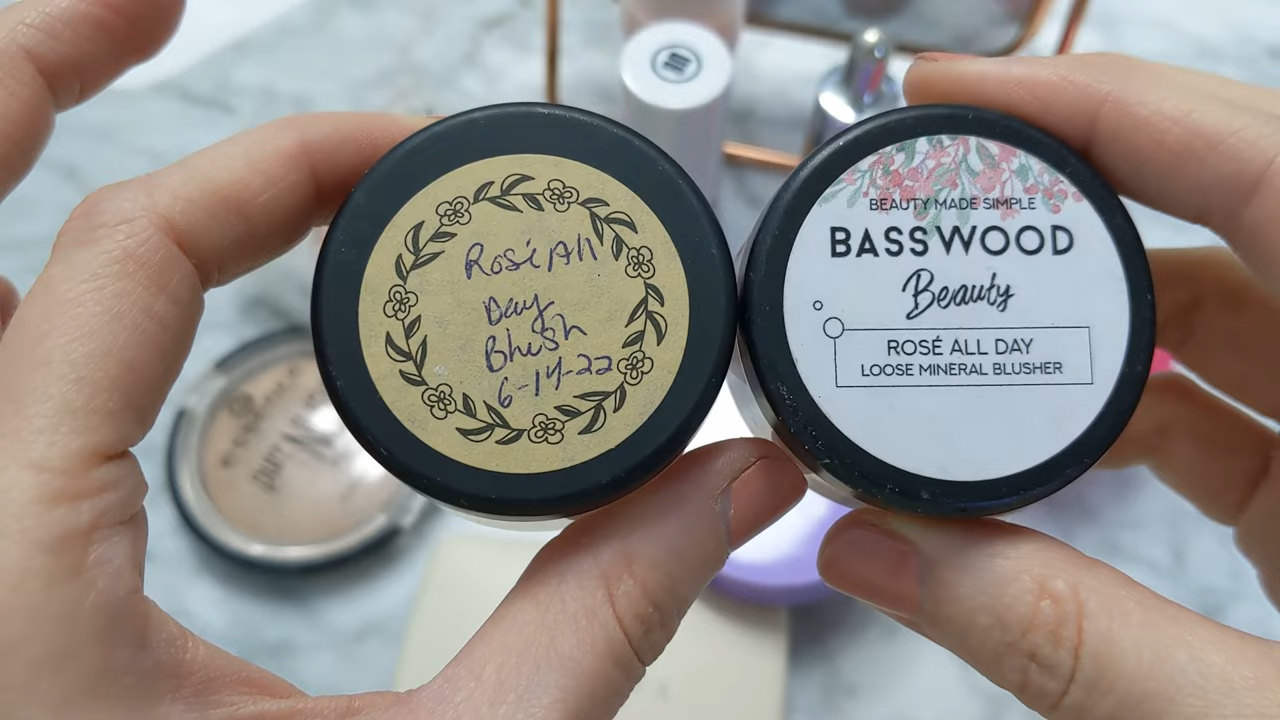 Rosé All
Day
Blush
6-14-22
BEAUTY MADE SIMPLE
BASSWOOD
Beauty
ROSÉ ALL DAY
LOOSE MINERAL BLUSHER